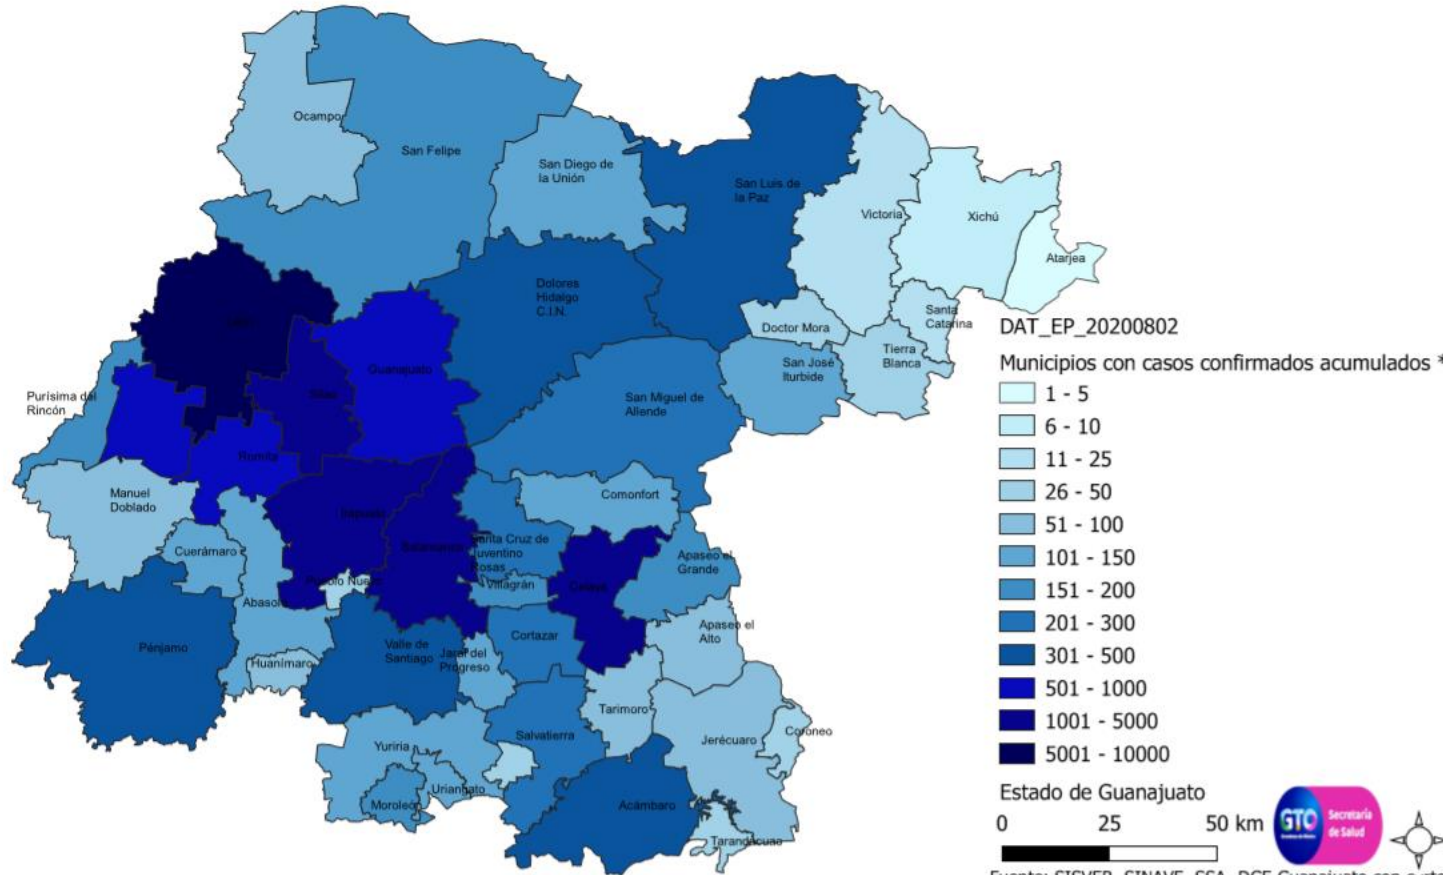 Ocampo
San Felipe
San Diego de
la Unión
San Luis de
la Paz
Victoria
Xichú
Atarjea
León
Dolores
Hidalgo
C.I.N.
Santa
Catarina
Doctor Mora
Tierra
Blanca
San José
Iturbide
Guanajuato
Silao
Purísima del
Rincón
San Miguel de
Allende
Romita
Manuel
Doblado
Comonfort
Irapuato
Salamanca
Santa Cruz de
Juventino
Rosas
Cuerámaro
Apaseo el
Grande
Pueblo Nuevo
Villagrán
Celaya
Abasolo
Apaseo el
Alto
Pénjamo
Huanímaro
Valle de
Santiago
Jaral del
Progreso
Cortazar
Tarimoro
Jerécuaro
Coroneo
Yuriria
Salvatierra
Uriangato
Moroleón
Acámbaro
Tarandacuao
DAT_EP_20200802
Municipios con casos confirmados acumulados *
1 - 5
6 - 10
11 - 25
26 - 50
51 - 100
101 - 150
151 - 200
201 - 300
301 - 500
501 - 1000
1001 - 5000
5001 - 10000
Estado de Guanajuato
0 25 50 km
GTO
Secretaría
de Salud